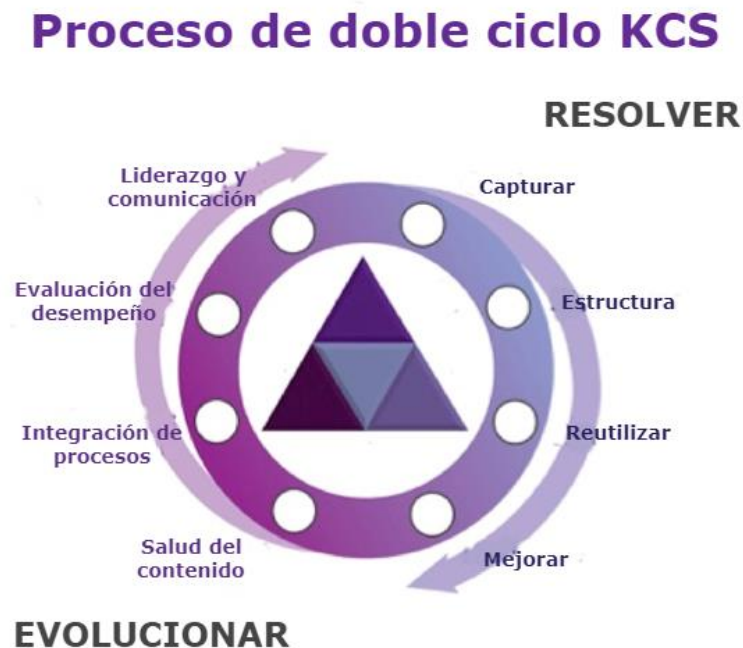 Proceso de doble ciclo KCS
RESOLVER
Liderazgo y
comunicación
Capturar
Evaluación del
desempeño
Estructura
Integración de
procesos
Reutilizar
Salud del
contenido
Mejorar
EVOLUCIONAR